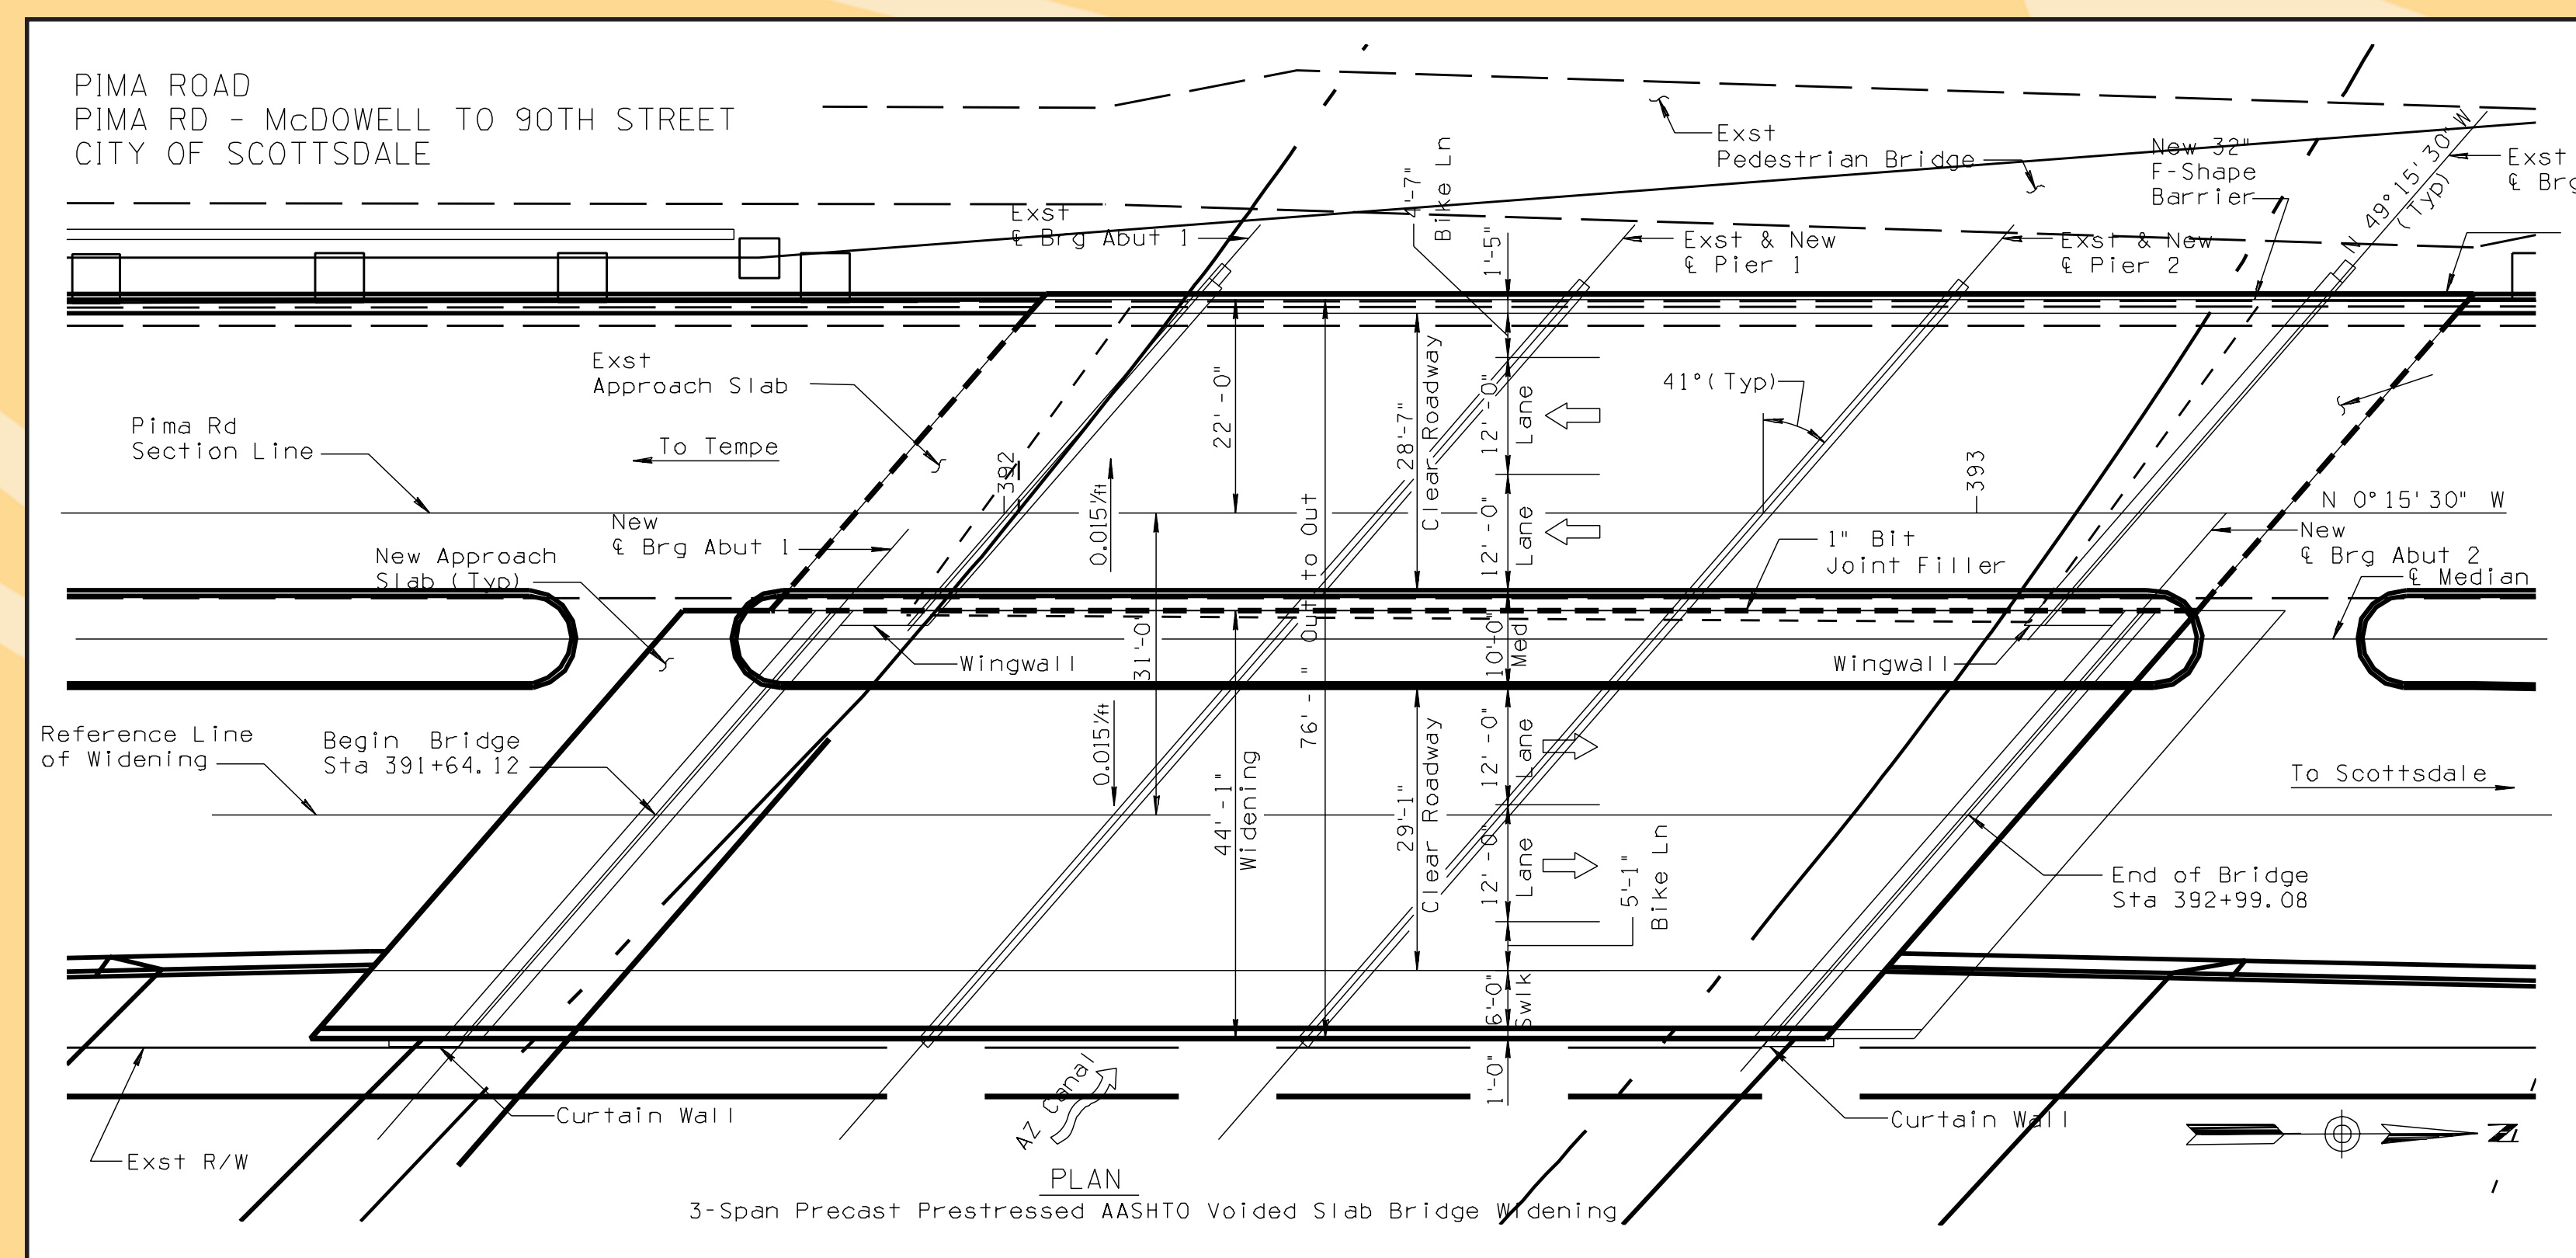 PIMA ROAD
PIMA RD - McDOWELL TO 90TH STREET
CITY OF SCOTTSDALE
Exst
℄ Brg Abut 1
4'-7"
Bike Ln
1'-5"
Exst
Pedestrian Bridge
Exst & New
℄ Pier 1
Exst & New
℄ Pier 2
New 32"
F-Shape
Barrier
N 49°15'30" W
(Typ)
Exst
℄ Brg
Exst
Approach Slab
Pima Rd
Section Line
To Tempe
392
22'-0"
0.015'/ft
28'-7"
Clear Roadway
12'-0"
Lane
12'-0"
Lane
41°(Typ)
393
N 0°15'30" W
New
℄ Brg Abut 1
New Approach
Slab (Typ)
1" Bit
Joint Filler
New
℄ Brg Abut 2
℄ Median
Wingwall
31'-0"
Out to Out
10'-0"
Med
Wingwall
Reference Line
of Widening
Begin Bridge
Sta 391+64.12
0.015'/ft
44'-1"
Widening
29'-1"
Clear Roadway
12'-0"
Lane
12'-0"
Lane
5'-1"
Bike Ln
To Scottsdale
End of Bridge
Sta 392+99.08
6'-0"
Swlk
1'-0"
AZ Canal
Curtain Wall
Curtain Wall
Exst R/W
N
PLAN
3-Span Precast Prestressed AASHTO Voided Slab Bridge Widening